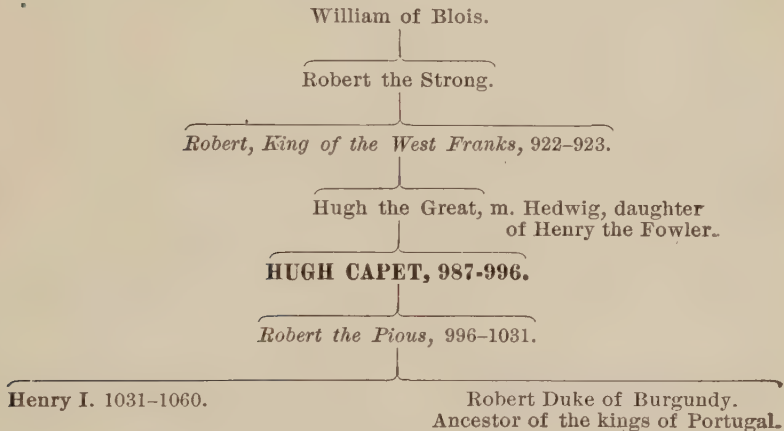 William of Blois.
Robert the Strong.
Robert, King of the West Franks, 922–923.
Hugh the Great, m. Hedwig, daughter
of Henry the Fowler.
HUGH CAPET, 987-996.
Robert the Pious, 996–1031.
Henry I. 1031–1060.
Robert Duke of Burgundy.
Ancestor of the kings of Portugal.